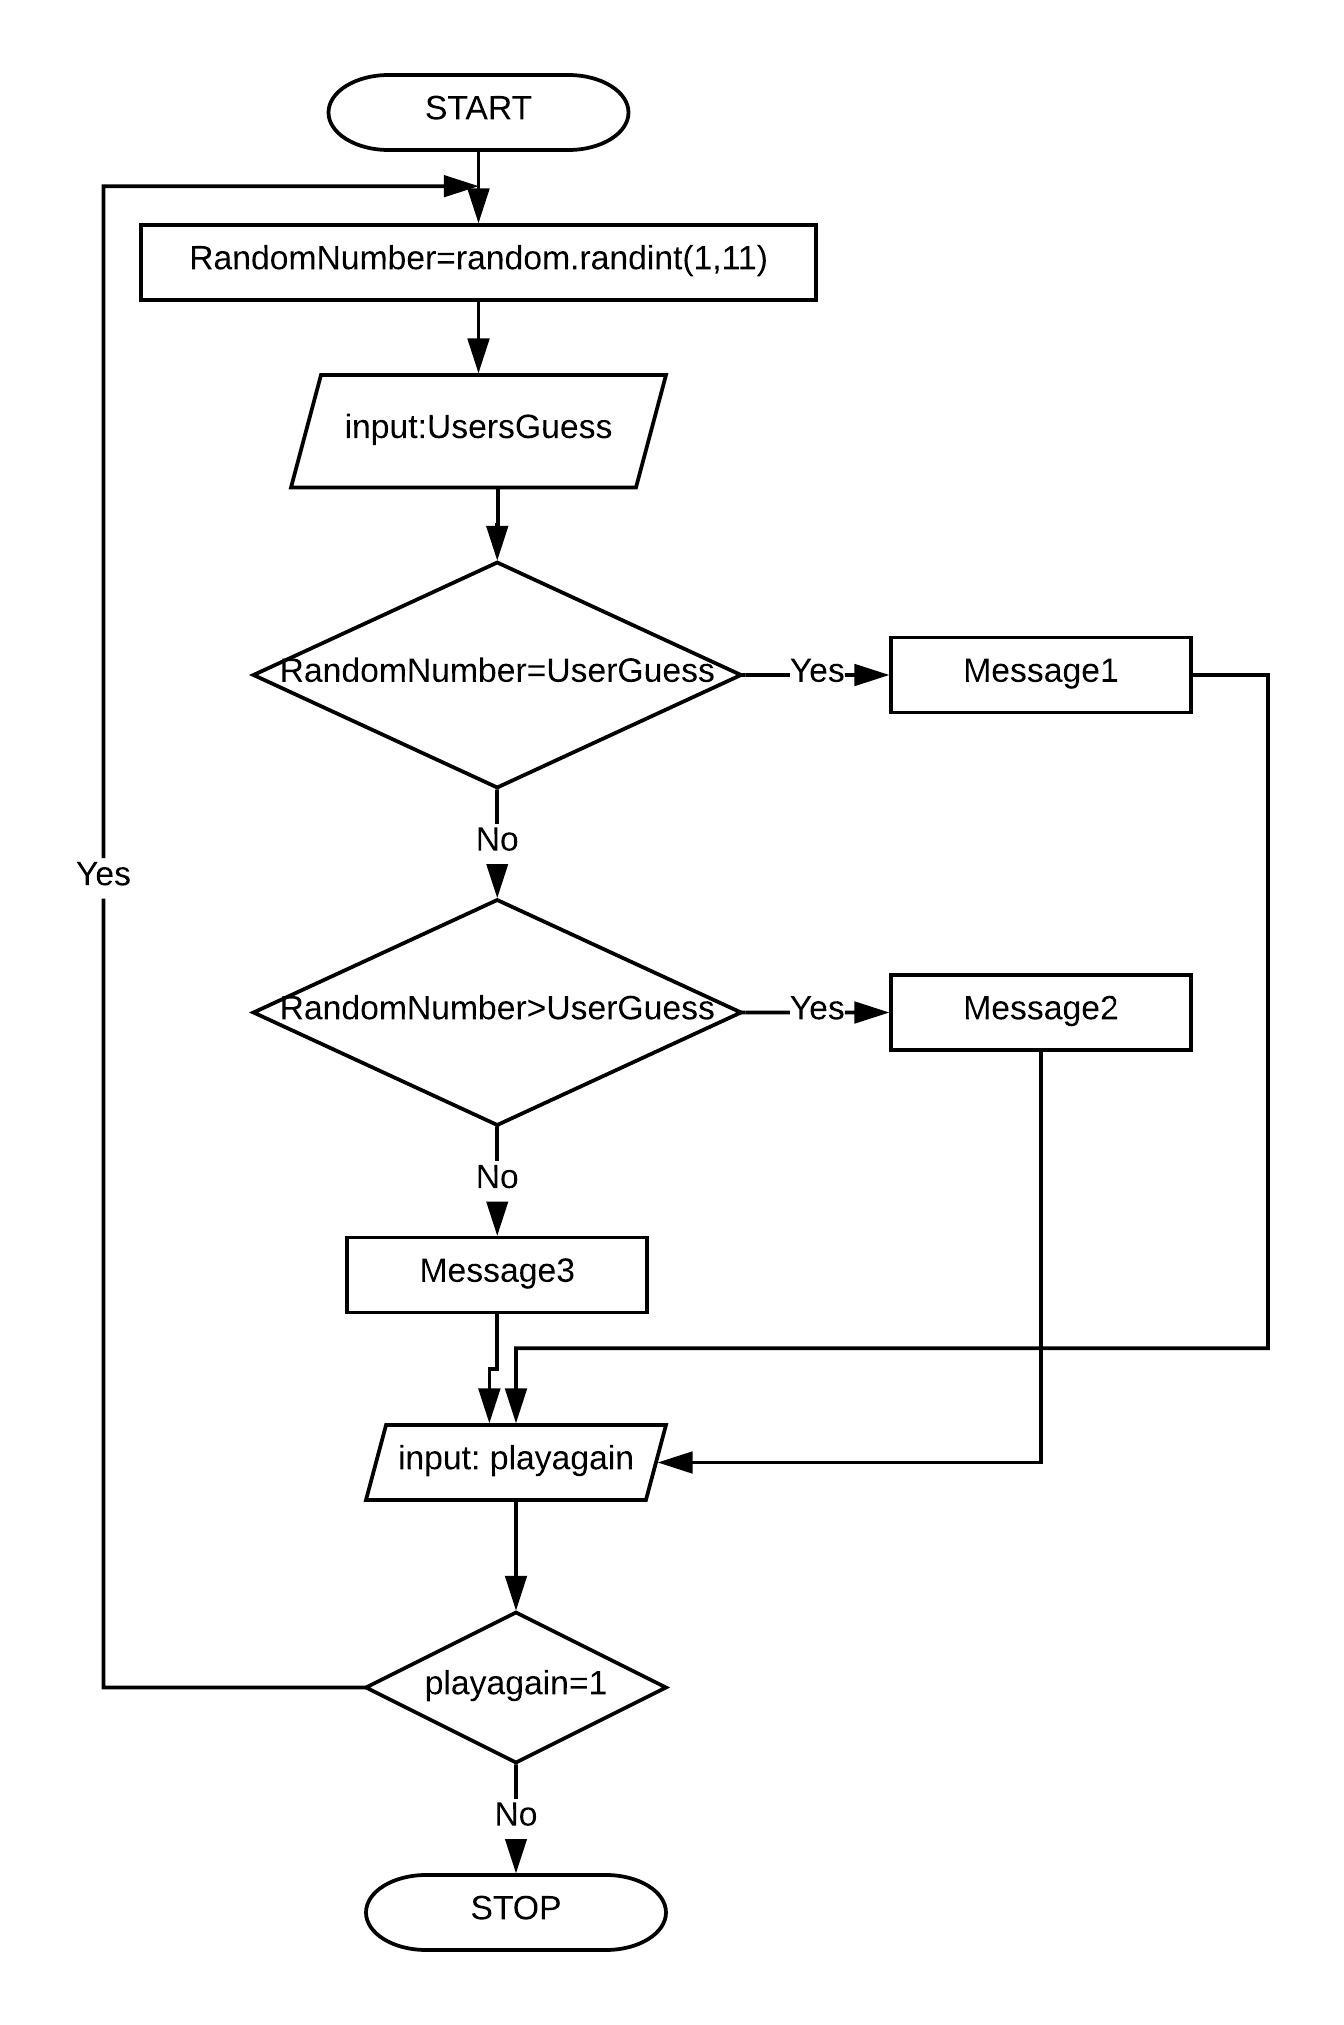 START
RandomNumber=random.randint(1,11)
input:UsersGuess
RandomNumber=UserGuess
Yes
Message1
No
Yes
RandomNumber>UserGuess
Yes
Message2
No
Message3
input: playagain
playagain=1
No
STOP